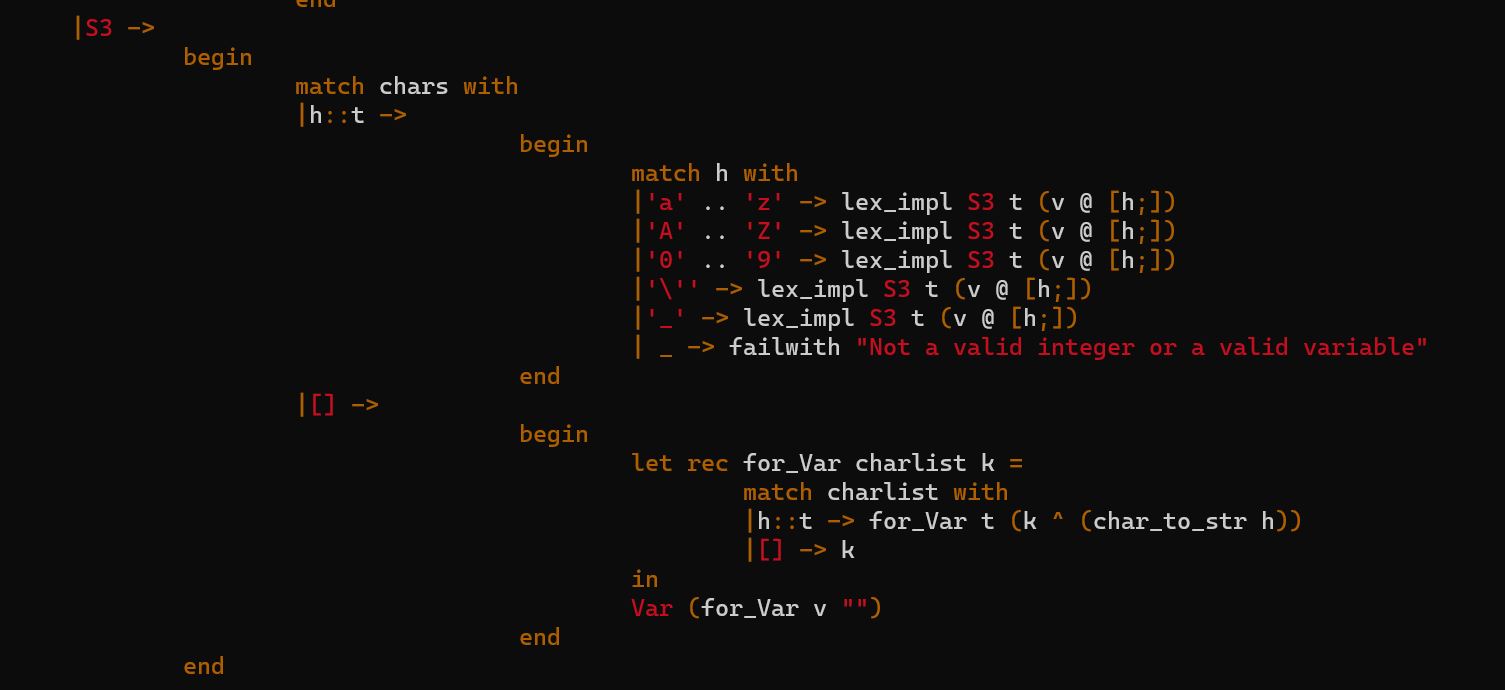 end
|S3 ->
begin
match chars with
|h::t ->
begin
match h with
|'a' .. 'z' -> lex_impl S3 t (v @ [h;])
|'A' .. 'Z' -> lex_impl S3 t (v @ [h;])
|'0' .. '9' -> lex_impl S3 t (v @ [h;])
|'\'' -> lex_impl S3 t (v @ [h;])
|'_' -> lex_impl S3 t (v @ [h;])
| _ -> failwith "Not a valid integer or a valid variable"
end
|[] ->
begin
let rec for_Var charlist k =
match charlist with
|h::t -> for_Var t (k ^ (char_to_str h))
|[] -> k
in
Var (for_Var v "")
end
end